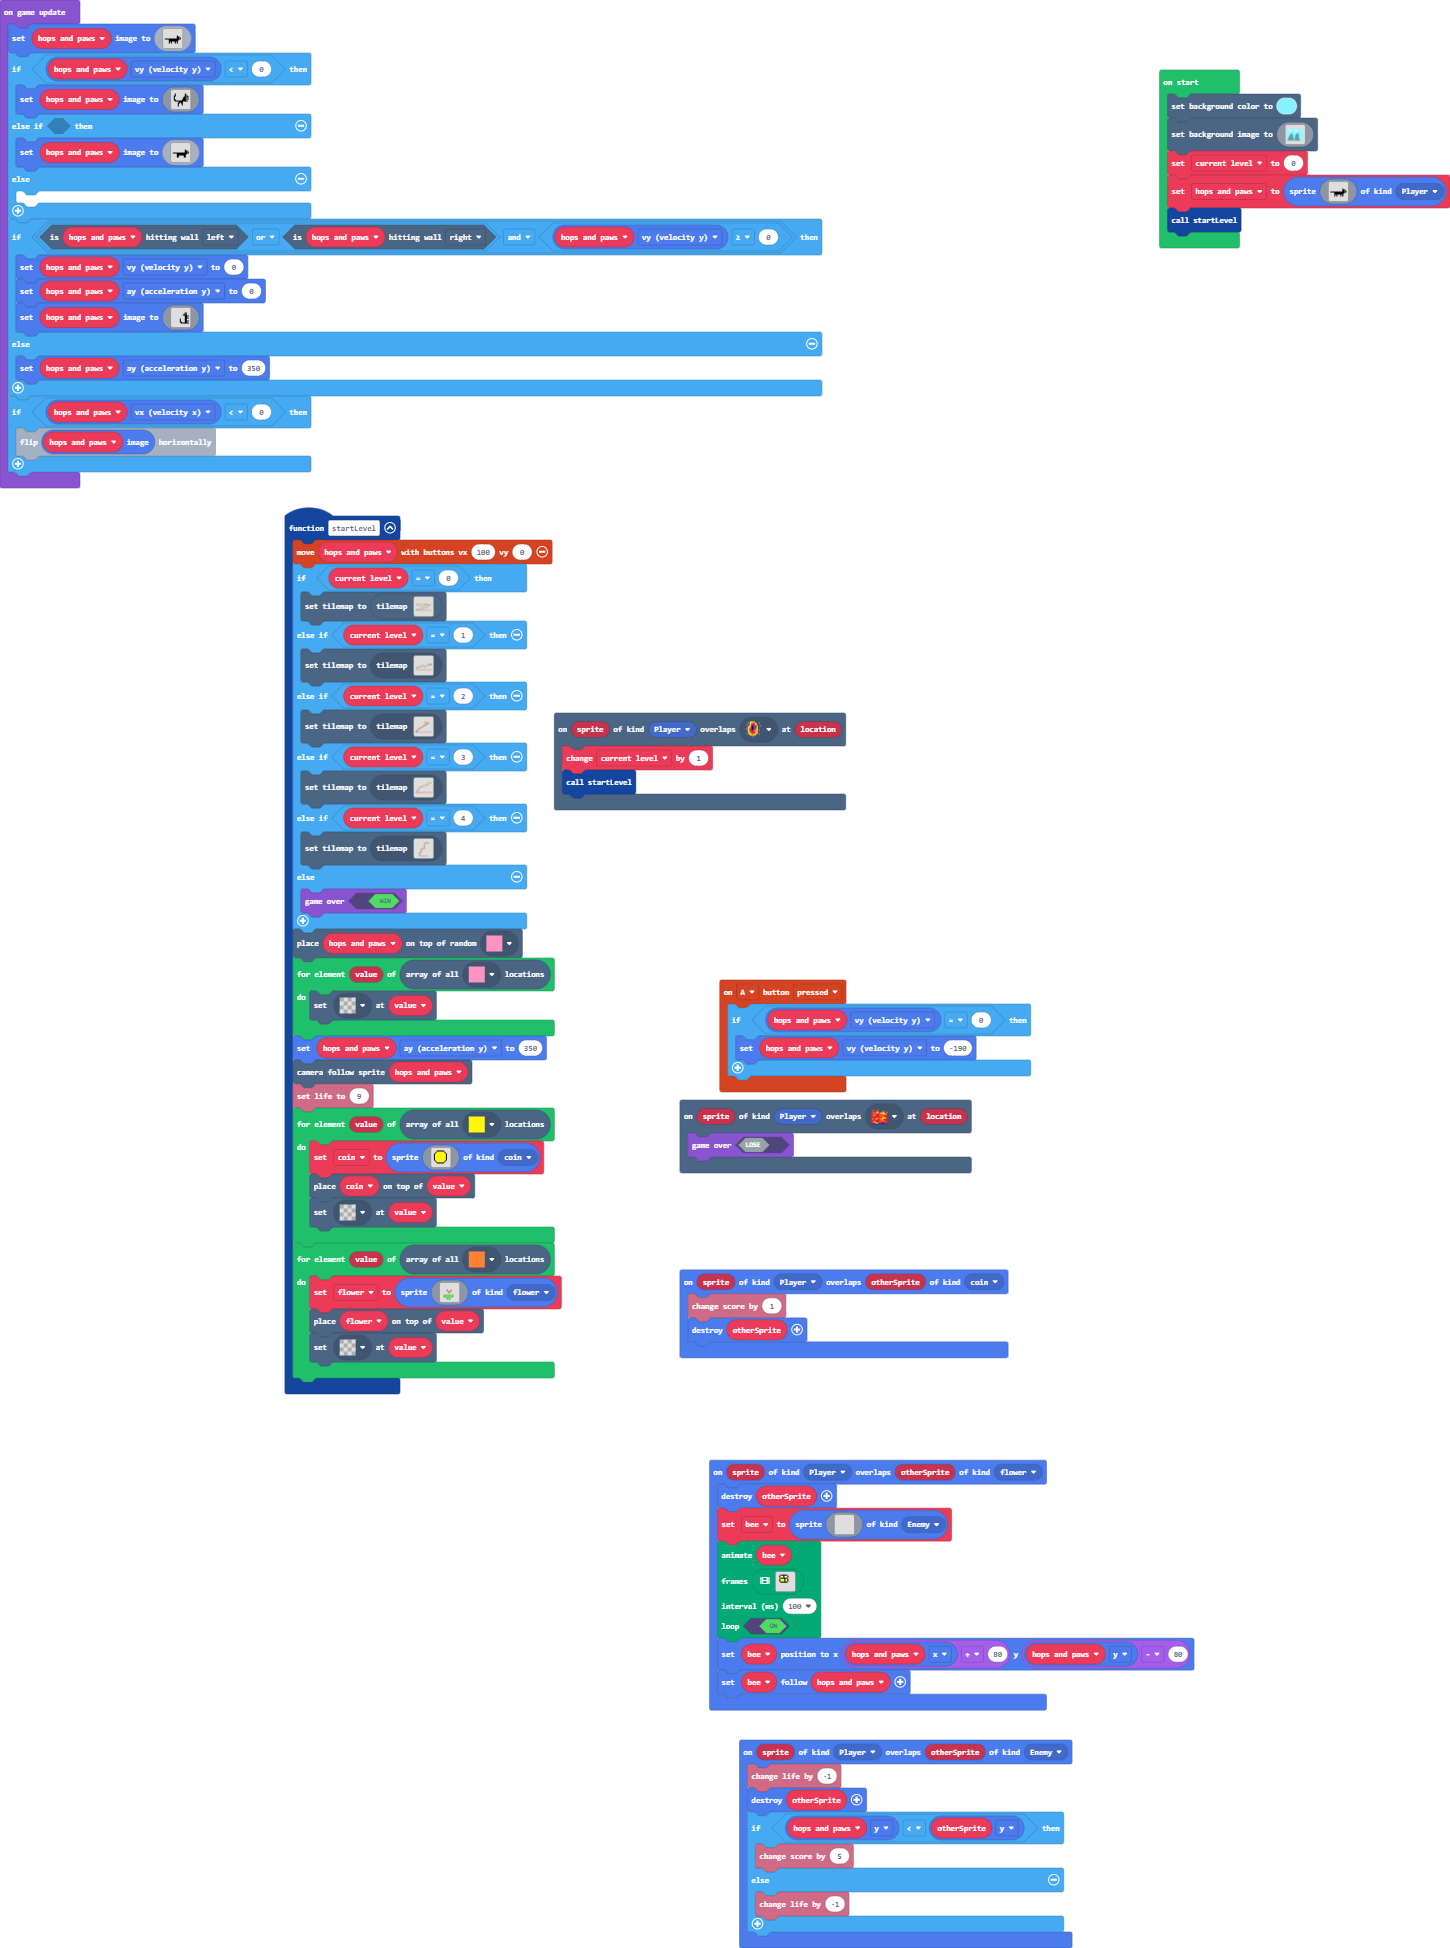 on game update
set hops and paws image to
if hops and paws vy (velocity y) < 0 then
set hops and paws image to
else if then
set hops and paws image to
else
if is hops and paws hitting wall left or is hops and paws hitting wall right and hops and paws vy (velocity y) ≥ 0 then
set hops and paws vy (velocity y) to 0
set hops and paws ay (acceleration y) to 0
set hops and paws image to
else
set hops and paws ay (acceleration y) to 350
if hops and paws vx (velocity x) < 0 then
flip hops and paws image horizontally
on start
set background color to
set background image to
set current level to 0
set hops and paws to sprite of kind Player
call startLevel
function startLevel
move hops and paws with buttons vx 100 vy 0
if current level = 0 then
set tilemap to tilemap
else if current level = 1 then
set tilemap to tilemap
else if current level = 2 then
set tilemap to tilemap
else if current level = 3 then
set tilemap to tilemap
else if current level = 4 then
set tilemap to tilemap
else
game over WIN
place hops and paws on top of random
for element value of array of all locations
do set at value
set hops and paws ay (acceleration y) to 350
camera follow sprite hops and paws
set life to 9
for element value of array of all locations
do set coin to sprite of kind coin
place coin on top of value
set at value
for element value of array of all locations
do set flower to sprite of kind flower
place flower on top of value
set at value
on sprite of kind Player overlaps at location
change current level by 1
call startLevel
on A button pressed
if hops and paws vy (velocity y) = 0 then
set hops and paws vy (velocity y) to -190
on sprite of kind Player overlaps at location
game over LOSE
on sprite of kind Player overlaps otherSprite of kind coin
change score by 1
destroy otherSprite
on sprite of kind Player overlaps otherSprite of kind flower
destroy otherSprite
set bee to sprite of kind Enemy
animate bee
frames
interval (ms) 100
loop ON
set bee position to x hops and paws x + 80 y hops and paws y - 80
set bee follow hops and paws
on sprite of kind Player overlaps otherSprite of kind Enemy
change life by -1
destroy otherSprite
if hops and paws y < otherSprite y then
change score by 5
else
change life by -1